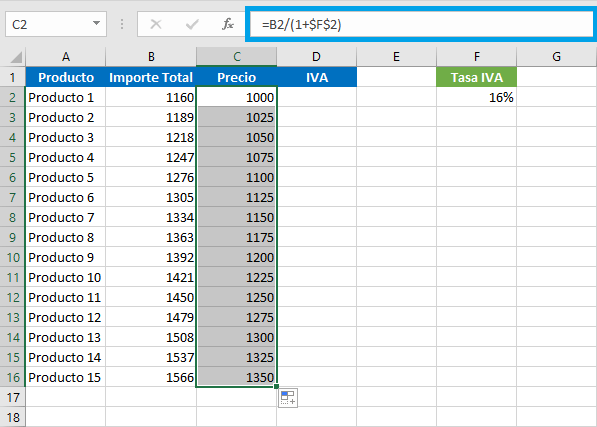 C2 fx =B2/(1+$F$2)
A B C D E F G
1 Producto Importe Total Precio IVA Tasa IVA
2 Producto 1 1160 1000 16%
3 Producto 2 1189 1025
4 Producto 3 1218 1050
5 Producto 4 1247 1075
6 Producto 5 1276 1100
7 Producto 6 1305 1125
8 Producto 7 1334 1150
9 Producto 8 1363 1175
10 Producto 9 1392 1200
11 Producto 10 1421 1225
12 Producto 11 1450 1250
13 Producto 12 1479 1275
14 Producto 13 1508 1300
15 Producto 14 1537 1325
16 Producto 15 1566 1350
17
18